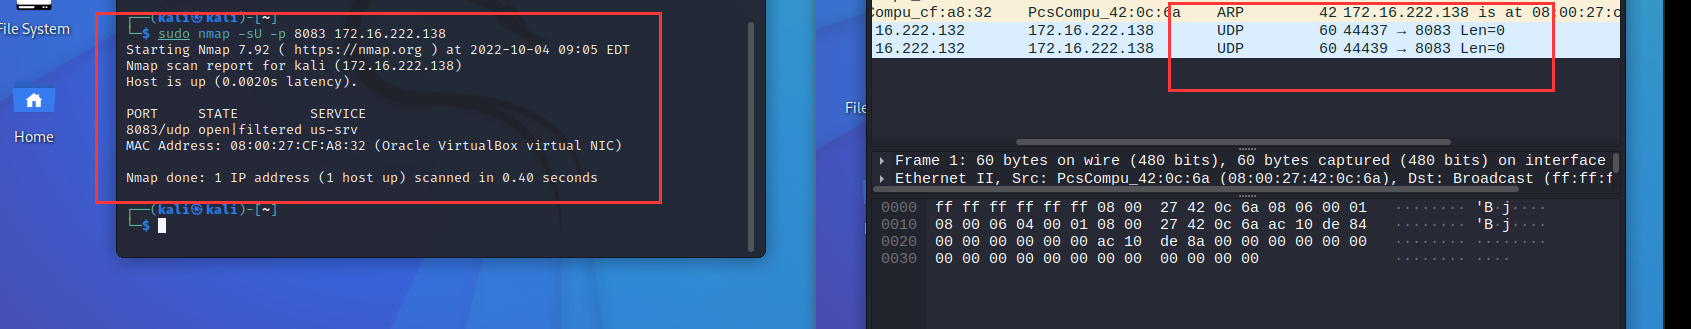 File System
Home
(kali㉿kali)-[~]
$ sudo nmap -sU -p 8083 172.16.222.138
Starting Nmap 7.92 ( https://nmap.org ) at 2022-10-04 09:05 EDT
Nmap scan report for kali (172.16.222.138)
Host is up (0.0020s latency).
PORT     STATE         SERVICE
8083/udp open|filtered us-srv
MAC Address: 08:00:27:CF:A8:32 (Oracle VirtualBox virtual NIC)
Nmap done: 1 IP address (1 host up) scanned in 0.40 seconds
(kali㉿kali)-[~]
$
File
Compu_cf:a8:32 PcsCompu_42:0c:6a ARP 42 172.16.222.138 is at 08:00:27:c
16.222.132 172.16.222.138 UDP 60 44437 → 8083 Len=0
16.222.132 172.16.222.138 UDP 60 44439 → 8083 Len=0
Frame 1: 60 bytes on wire (480 bits), 60 bytes captured (480 bits) on interface
Ethernet II, Src: PcsCompu_42:0c:6a (08:00:27:42:0c:6a), Dst: Broadcast (ff:ff:f
0000 ff ff ff ff ff ff 08 00 27 42 0c 6a 08 06 00 01 ········ 'B·j····
0010 08 00 06 04 00 01 08 00 27 42 0c 6a ac 10 de 84 ········ 'B·j····
0020 00 00 00 00 00 00 ac 10 de 8a 00 00 00 00 00 00 ········ ········
0030 00 00 00 00 00 00 00 00 00 00 00 00 ········ ····